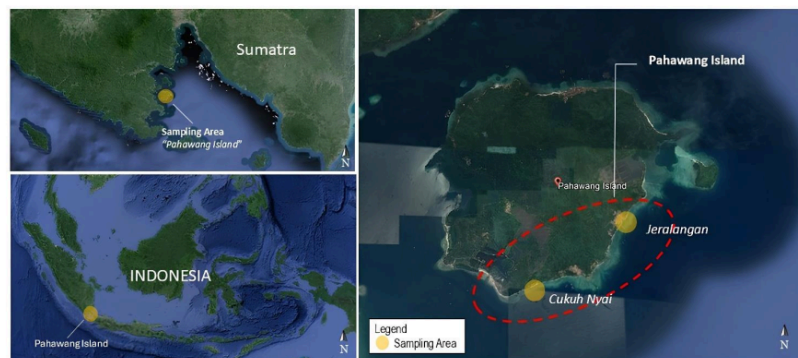 Sumatra
Sampling Area
"Pahawang Island"
N
INDONESIA
Pahawang Island
N
Pahawang Island
Pahawang Island
Jeralangan
Cukuh Nyai
Legend
Sampling Area
N